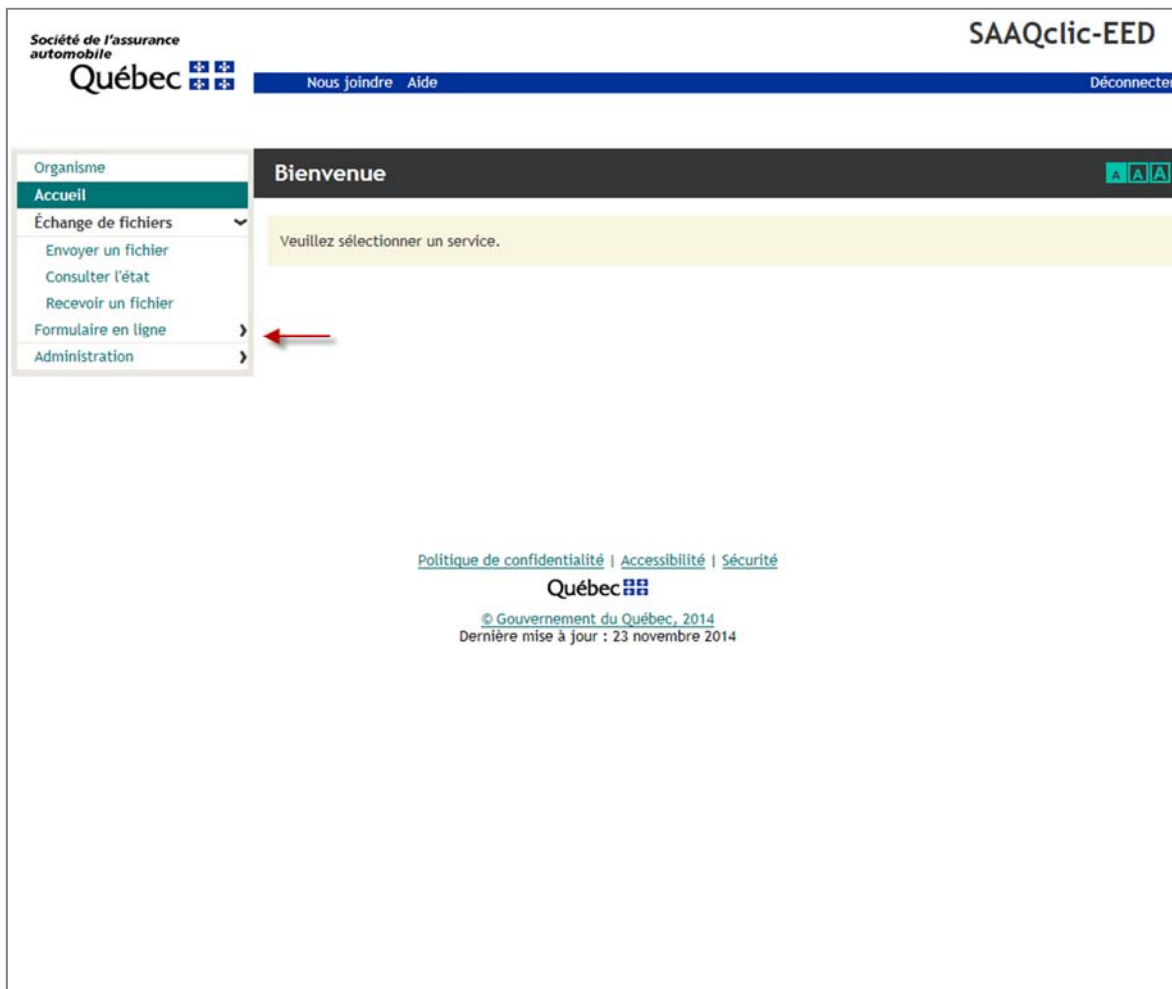 SAAQclic-EED
Société de l'assurance
automobile
Québec
Nous joindre Aide
Déconnecter
Organisme
Accueil
Échange de fichiers
Envoyer un fichier
Consulter l'état
Recevoir un fichier
Formulaire en ligne
Administration
Bienvenue
A A A
Veuillez sélectionner un service.
Politique de confidentialité | Accessibilité | Sécurité
Québec
© Gouvernement du Québec, 2014
Dernière mise à jour : 23 novembre 2014